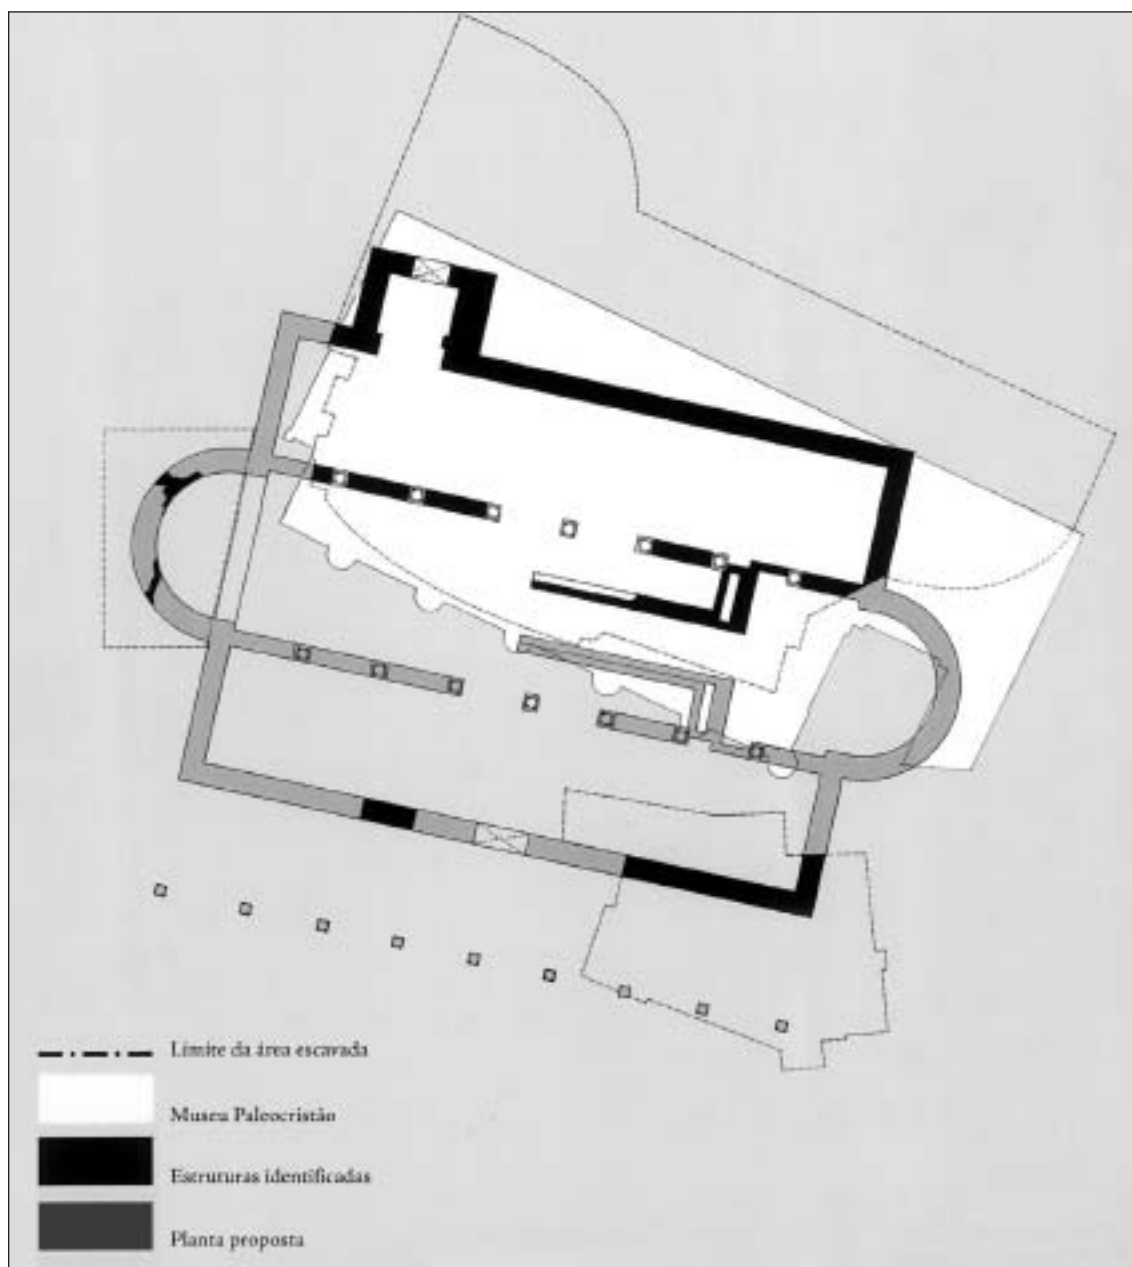 Limite da área escavada
Museu Paleocristão
Estruturas identificadas
Planta proposta